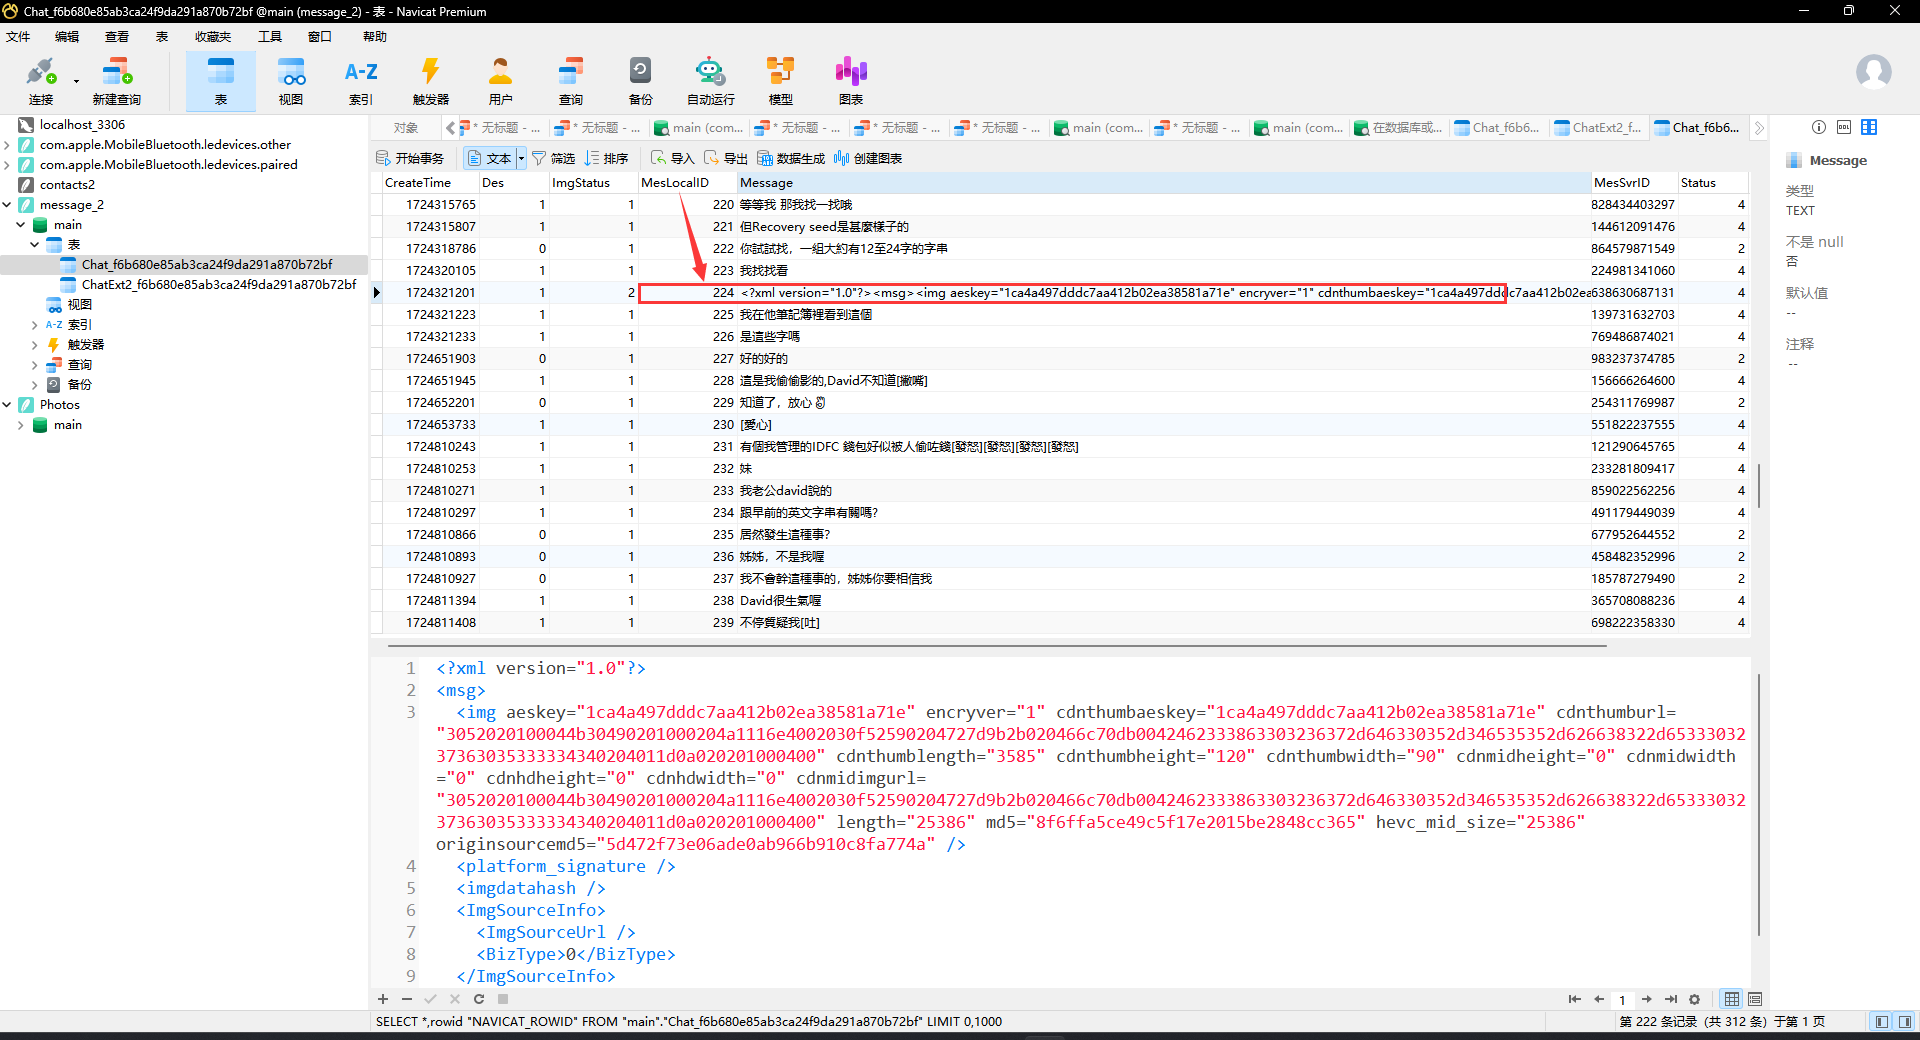 Chat_f6b680e85ab3ca24f9da291a870b72bf @main (message_2) - 表 - Navicat Premium
文件 编辑 查看 表 收藏夹 工具 窗口 帮助
连接 新建查询 表 视图 A-Z 索引 触发器 用户 查询 备份 自动运行 模型 图表
localhost_3306
com.apple.MobileBluetooth.ledevices.other
com.apple.MobileBluetooth.ledevices.paired
contacts2
message_2
main
表
Chat_f6b680e85ab3ca24f9da291a870b72bf
ChatExt2_f6b680e85ab3ca24f9da291a870b72bf
视图
A-Z 索引
触发器
查询
备份
Photos
main
对象 * 无标题 - ... * 无标题 - ... main (com... * 无标题 - ... * 无标题 - ... * 无标题 - ... main (com... * 无标题 - ... main (com... 在数据库或... Chat_f6b6... ChatExt2_f... Chat_f6b6...
开始事务 文本 筛选 排序 导入 导出 数据生成 创建图表
CreateTime Des ImgStatus MesLocalID Message MesSvrID Status
1724315765 1 1 220 等等我 那我找一找哦 828434403297 4
1724315807 1 1 221 但Recovery seed是甚麼樣子的 144612091476 4
1724318786 0 1 222 你試試找，一組大約有12至24字的字串 864579871549 2
1724320105 1 1 223 我找找看 224981341060 4
1724321201 1 2 224 <?xml version="1.0"?><msg><img aeskey="1ca4a497dddc7aa412b02ea38581a71e" encryver="1" cdnthumbaeskey="1ca4a497dddc7aa412b02ea 638630687131 4
1724321223 1 1 225 我在他筆記簿裡看到這個 139731632703 4
1724321233 1 1 226 是這些字嗎 769486874021 4
1724651903 0 1 227 好的好的 983237374785 2
1724651945 1 1 228 這是我偷偷影的,David不知道[撇嘴] 156666264600 4
1724652201 0 1 229 知道了，放心 254311769987 2
1724653733 1 1 230 [愛心] 551822237555 4
1724810243 1 1 231 有個我管理的IDFC 錢包好似被人偷咗錢[發怒][發怒][發怒][發怒] 121290645765 4
1724810253 1 1 232 妹 233281809417 4
1724810271 1 1 233 我老公david說的 859022562256 4
1724810297 1 1 234 跟早前的英文字串有關嗎? 491179449039 4
1724810866 0 1 235 居然發生這種事? 677952644552 2
1724810893 0 1 236 姊姊，不是我喔 458482352996 2
1724810927 0 1 237 我不會幹這種事的，姊姊你要相信我 185787279490 2
1724811394 1 1 238 David很生氣喔 365708088236 4
1724811408 1 1 239 不停質疑我[吐] 698222358330 4
1 <?xml version="1.0"?>
2 <msg>
3 <img aeskey="1ca4a497dddc7aa412b02ea38581a71e" encryver="1" cdnthumbaeskey="1ca4a497dddc7aa412b02ea38581a71e" cdnthumburl=
"3052020100044b30490201000204a1116e4002030f52590204727d9b2b020466c70db0042462333863303236372d646330352d346535352d626638322d65333032
373630353333340204011d0a020201000400" cdnthumblength="3585" cdnthumbheight="120" cdnthumbwidth="90" cdnmidheight="0" cdnmidwidth
="0" cdnhdheight="0" cdnhdwidth="0" cdnmidimgurl=
"3052020100044b30490201000204a1116e4002030f52590204727d9b2b020466c70db0042462333863303236372d646330352d346535352d626638322d65333032
373630353333340204011d0a020201000400" length="25386" md5="8f6ffa5ce49c5f17e2015be2848cc365" hevc_mid_size="25386"
originsourcemd5="5d472f73e06ade0ab966b910c8fa774a" />
4 <platform_signature />
5 <imgdatahash />
6 <ImgSourceInfo>
7 <ImgSourceUrl />
8 <BizType>0</BizType>
9 </ImgSourceInfo>
1
SELECT *,rowid "NAVICAT_ROWID" FROM "main"."Chat_f6b680e85ab3ca24f9da291a870b72bf" LIMIT 0,1000
第 222 条记录 (共 312 条) 于第 1 页
DDL
Message
类型
TEXT
不是 null
否
默认值
--
注释
--